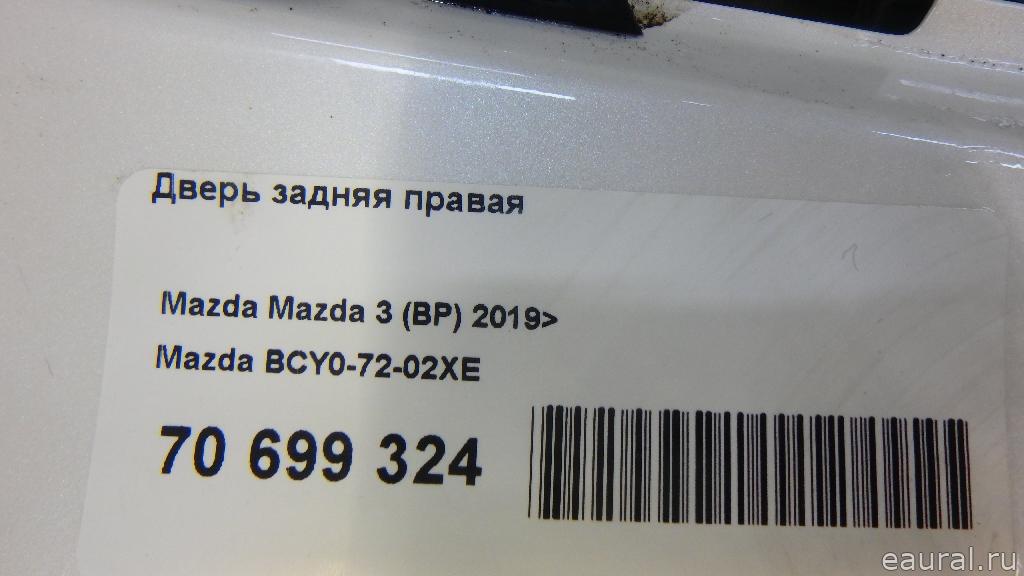 Дверь задняя правая
Mazda Mazda 3 (BP) 2019>
Mazda BCY0-72-02XE
70 699 324
eaural.ru